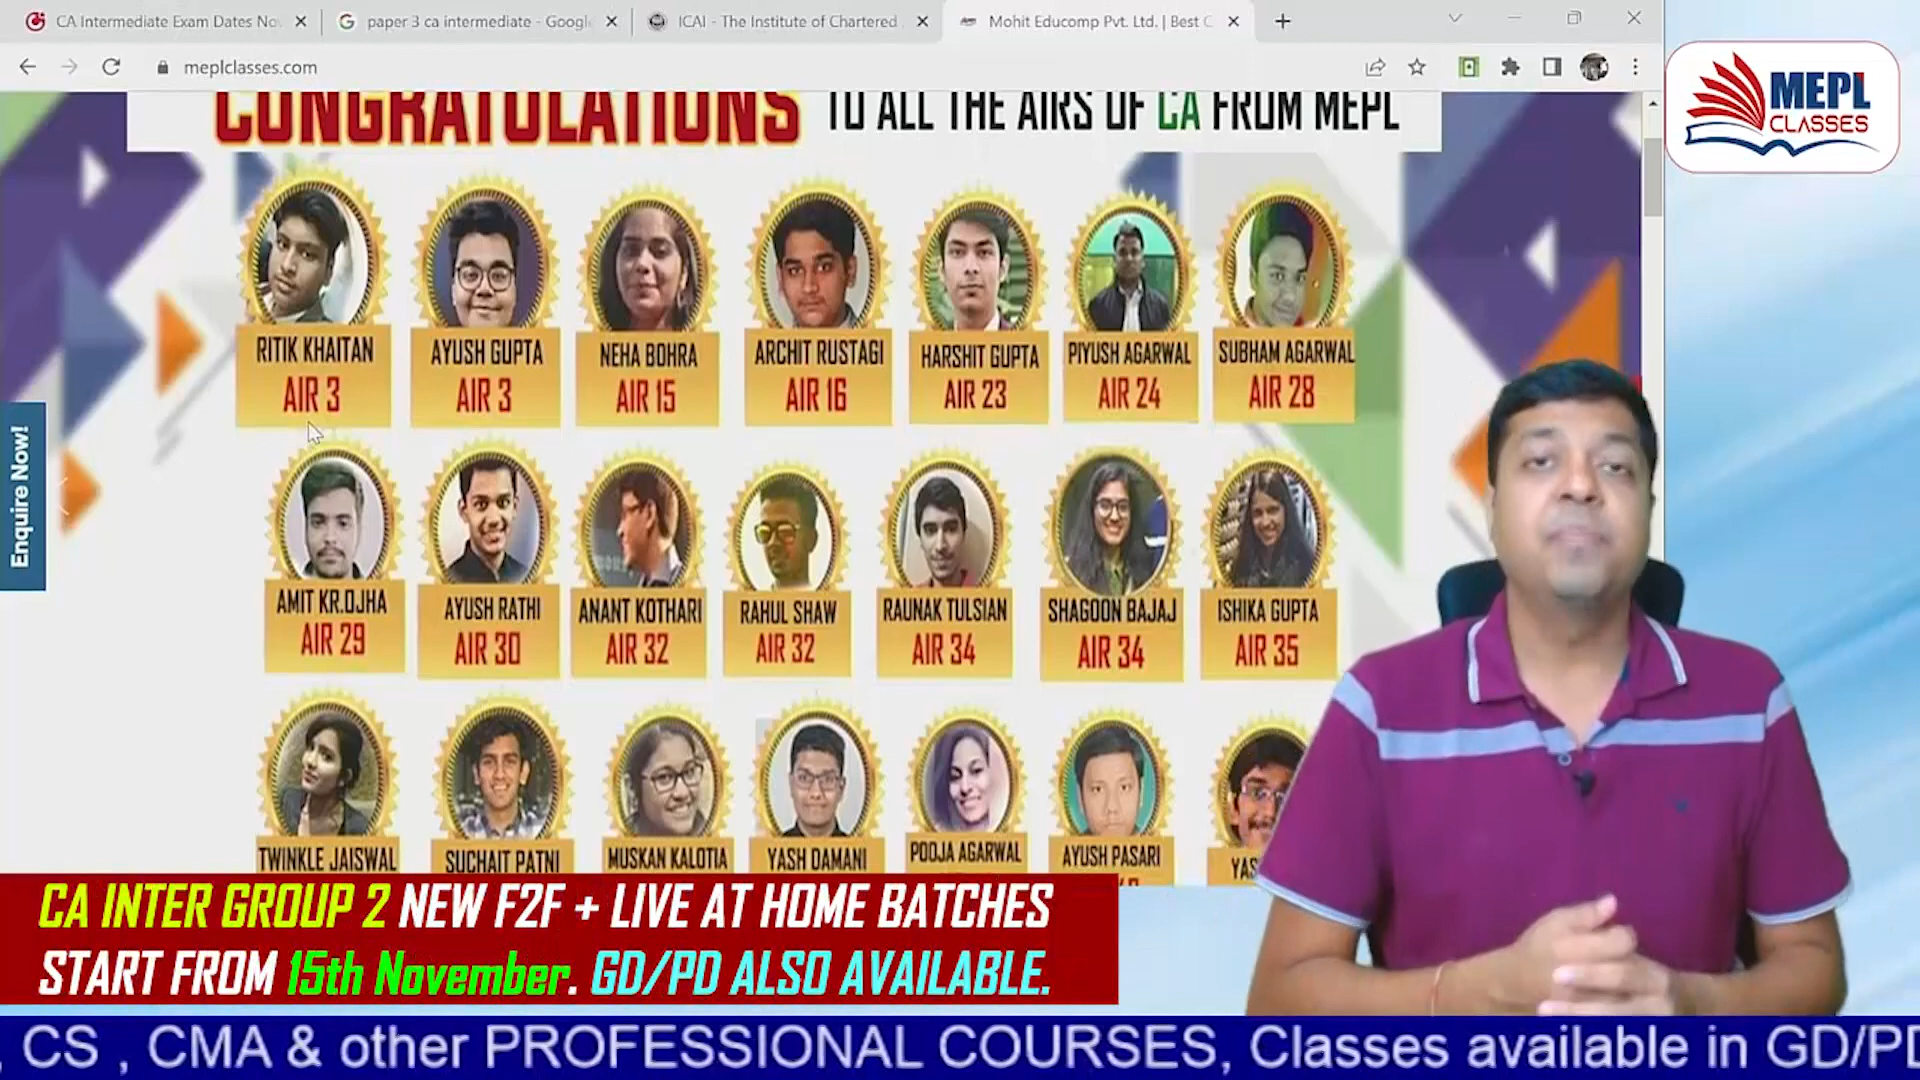 CA Intermediate Exam Dates No
paper 3 ca intermediate - Google
ICAI - The Institute of Chartered
Mohit Educomp Pvt. Ltd. | Best C
meplclasses.com
MEPL
CLASSES
CONGRATULATIONS TO ALL THE AIRS OF CA FROM MEPL
RITIK KHAITAN
AIR 3
AYUSH GUPTA
AIR 3
NEHA BOHRA
AIR 15
ARCHIT RUSTAGI
AIR 16
HARSHIT GUPTA
AIR 23
PIYUSH AGARWAL
AIR 24
SUBHAM AGARWAL
AIR 28
Enquire Now!
AMIT KR.OJHA
AIR 29
AYUSH RATHI
AIR 30
ANANT KOTHARI
AIR 32
RAHUL SHAW
AIR 32
RAUNAK TULSIAN
AIR 34
SHAGOON BAJAJ
AIR 34
ISHIKA GUPTA
AIR 35
TWINKLE JAISWAL
SUCHAIT PATNI
MUSKAN KALOTIA
YASH DAMANI
POOJA AGARWAL
AYUSH PASARI
YAS
CA INTER GROUP 2 NEW F2F + LIVE AT HOME BATCHES
START FROM 15th November. GD/PD ALSO AVAILABLE.
, CS , CMA & other PROFESSIONAL COURSES, Classes available in GD/PD